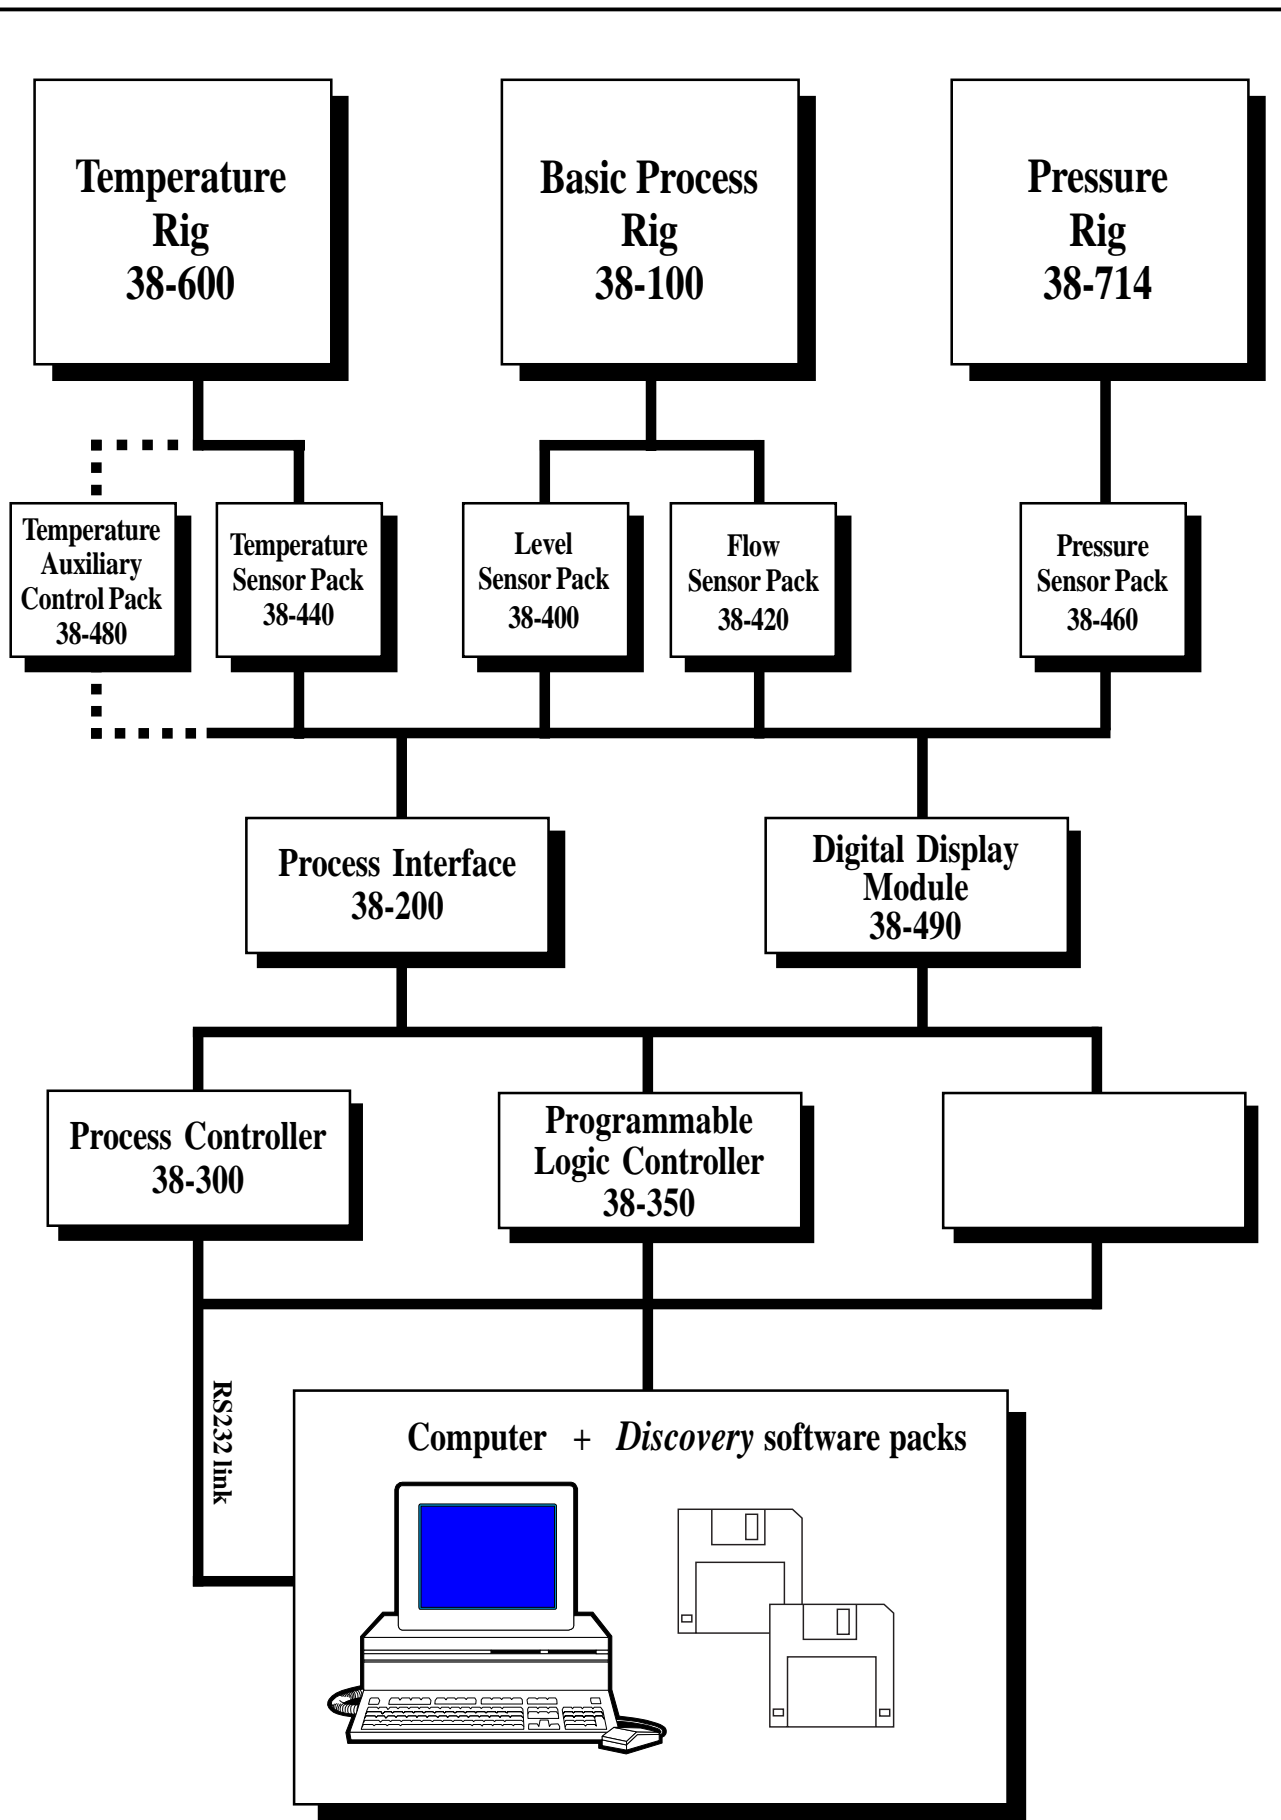 Temperature
Rig
38-600
Basic Process
Rig
38-100
Pressure
Rig
38-714
Temperature
Auxiliary
Control Pack
38-480
Temperature
Sensor Pack
38-440
Level
Sensor Pack
38-400
Flow
Sensor Pack
38-420
Pressure
Sensor Pack
38-460
Process Interface
38-200
Digital Display
Module
38-490
Process Controller
38-300
Programmable
Logic Controller
38-350
RS232 link
Computer + Discovery software packs